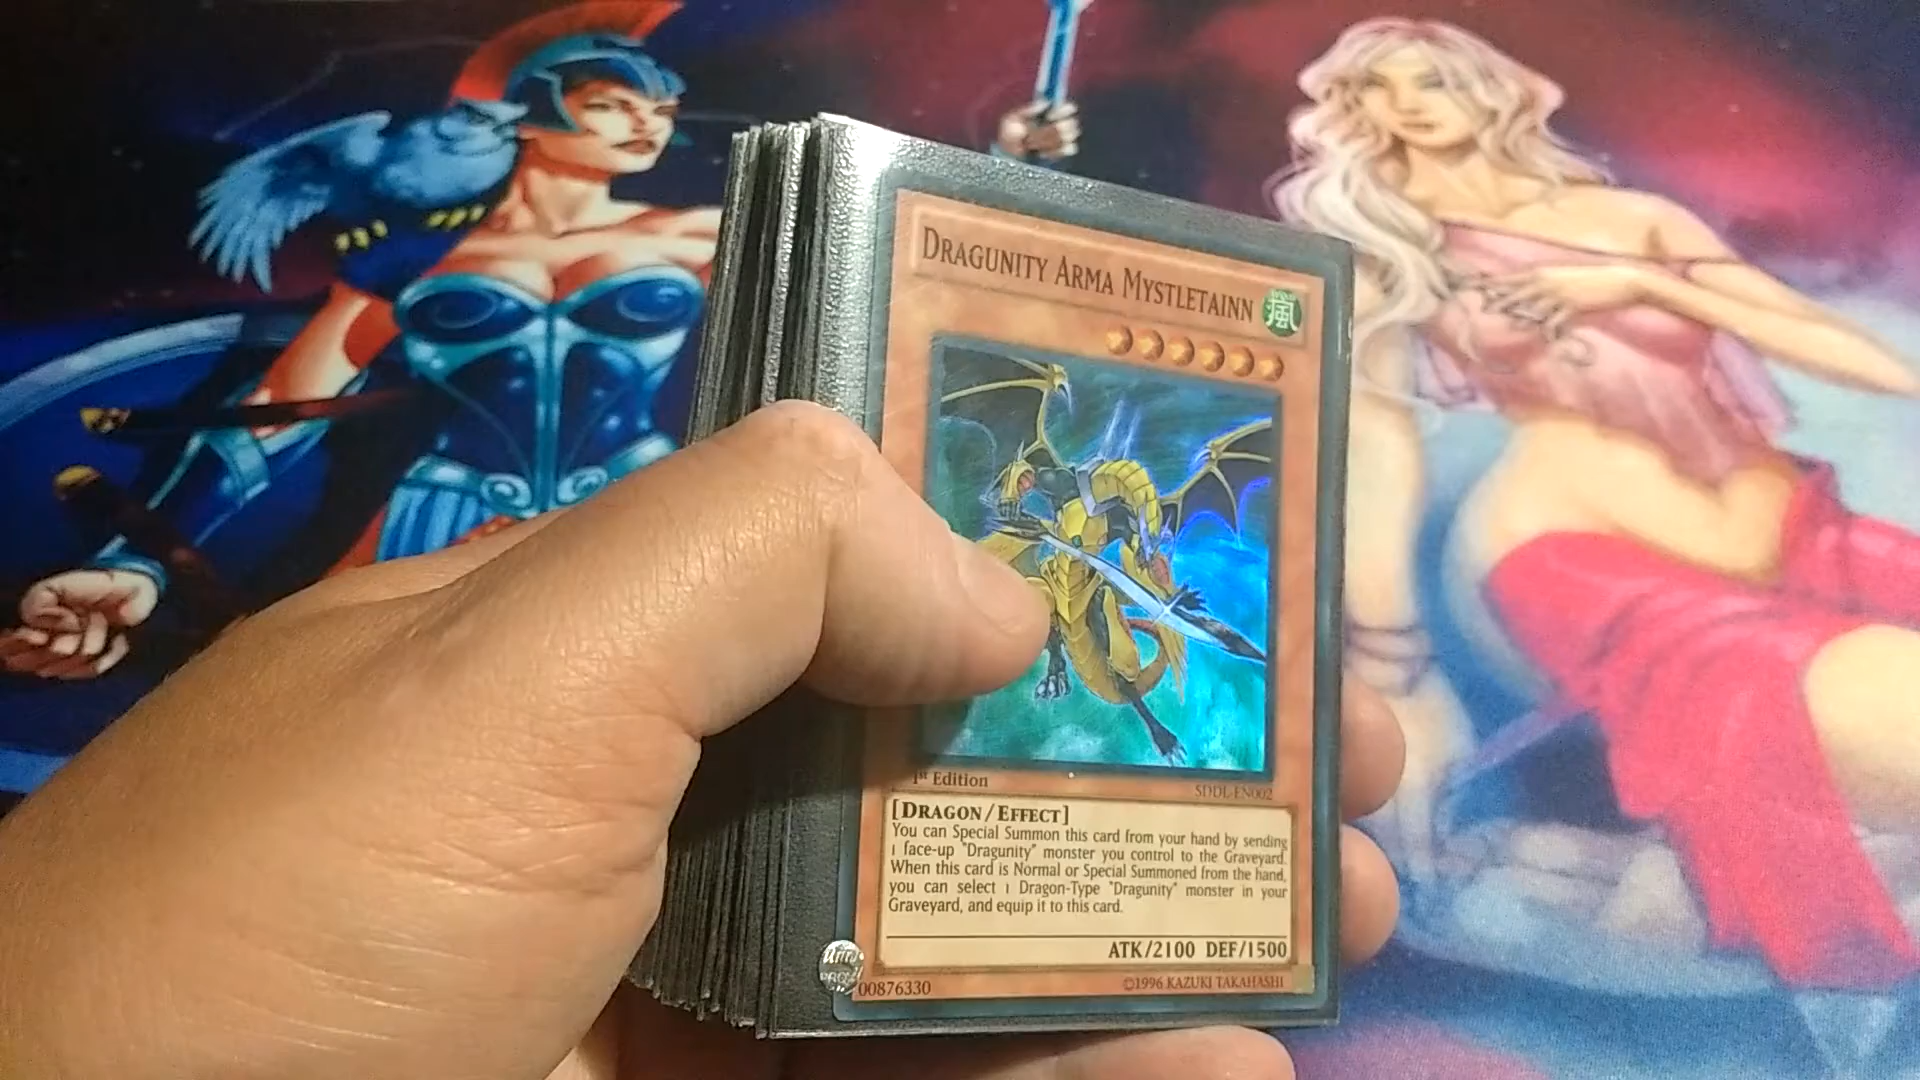 DRAGUNITY ARMA MYSTLETAINN
風
1st Edition
SDDL-EN002
[DRAGON/EFFECT]
You can Special Summon this card from your hand by sending
1 face-up "Dragunity" monster you control to the Graveyard.
When this card is Normal or Special Summoned from the hand,
you can select 1 Dragon-Type "Dragunity" monster in your
Graveyard, and equip it to this card.
ATK/2100 DEF/1500
00876330
©1996 KAZUKI TAKAHASHI